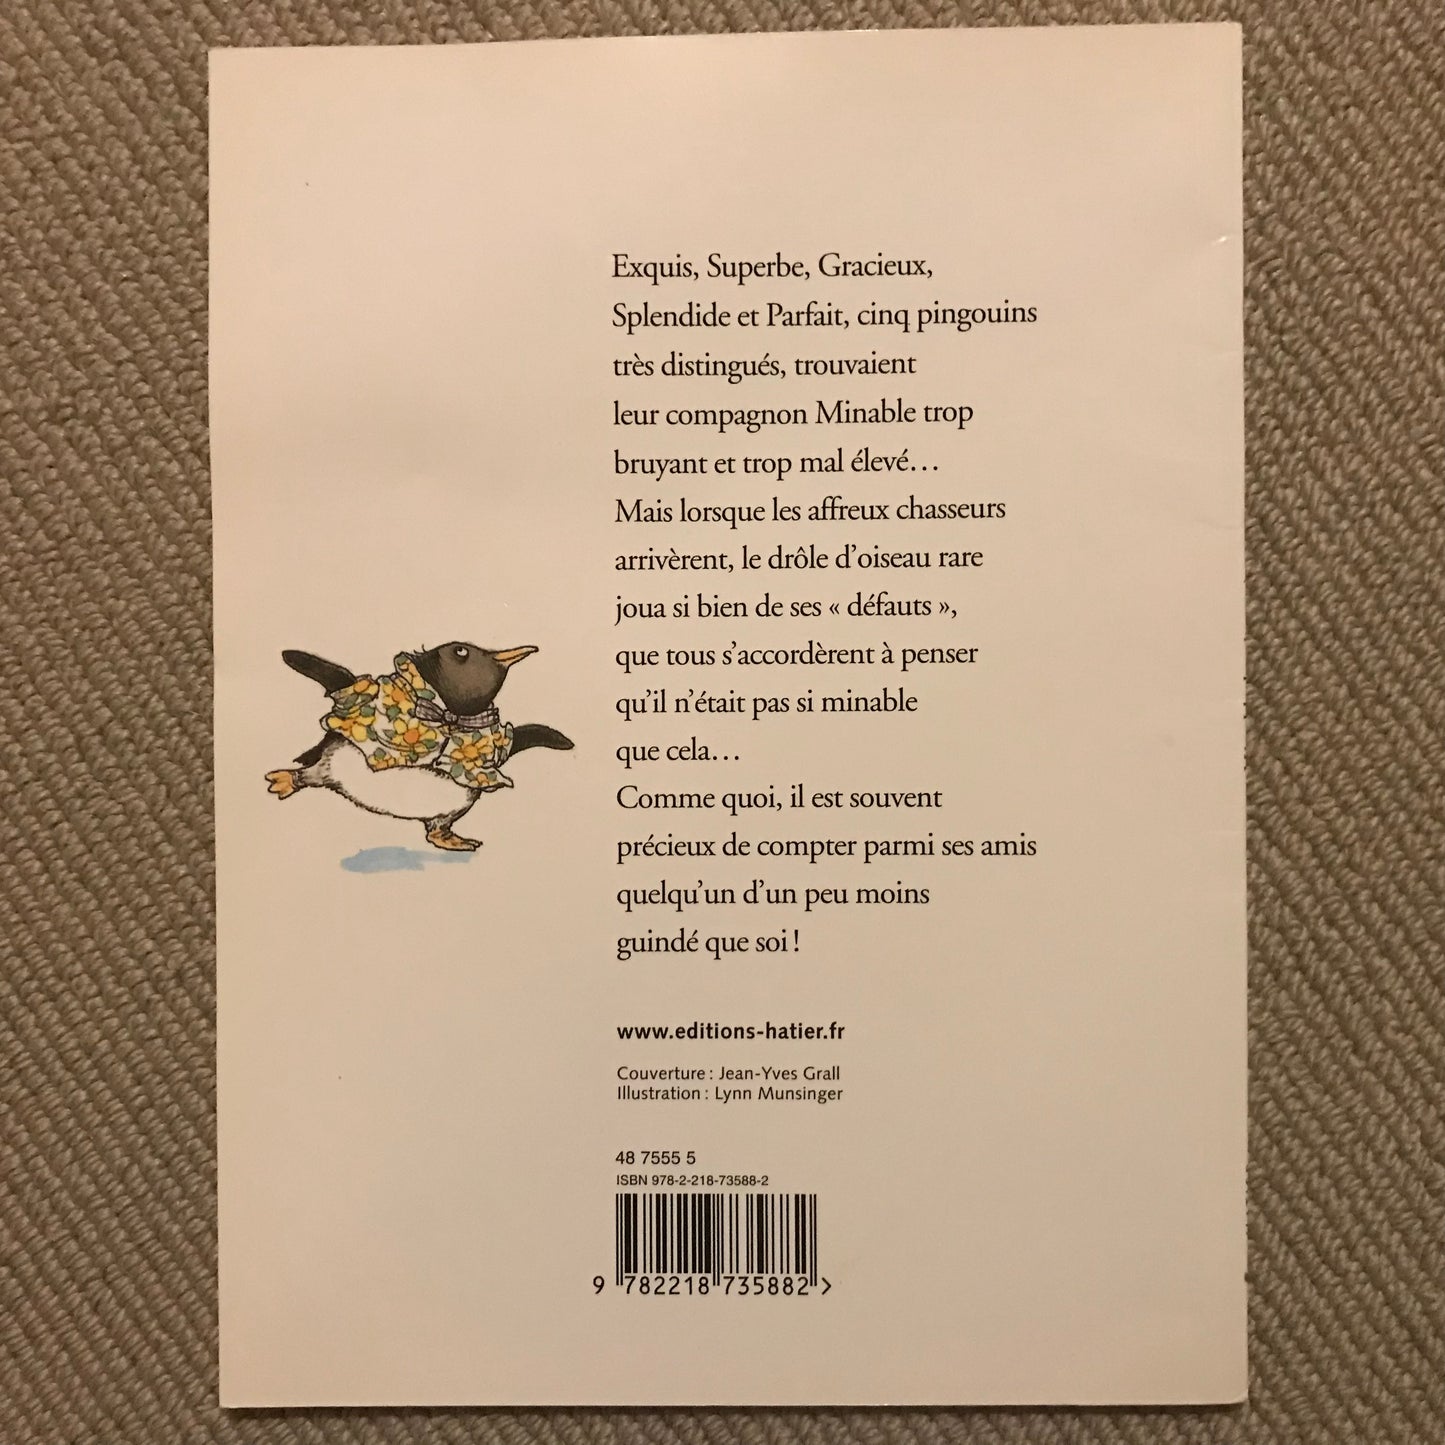 Exquis, Superbe, Gracieux,
Splendide et Parfait, cinq pingouins
très distingués, trouvaient
leur compagnon Minable trop
bruyant et trop mal élevé…
Mais lorsque les affreux chasseurs
arrivèrent, le drôle d’oiseau rare
joua si bien de ses « défauts »,
que tous s’accordèrent à penser
qu’il n’était pas si minable
que cela…
Comme quoi, il est souvent
précieux de compter parmi ses amis
quelqu’un d’un peu moins
guindé que soi !
www.editions-hatier.fr
Couverture : Jean-Yves Grall
Illustration : Lynn Munsinger
48 7555 5
ISBN 978-2-218-73588-2
9 782218 735882 >